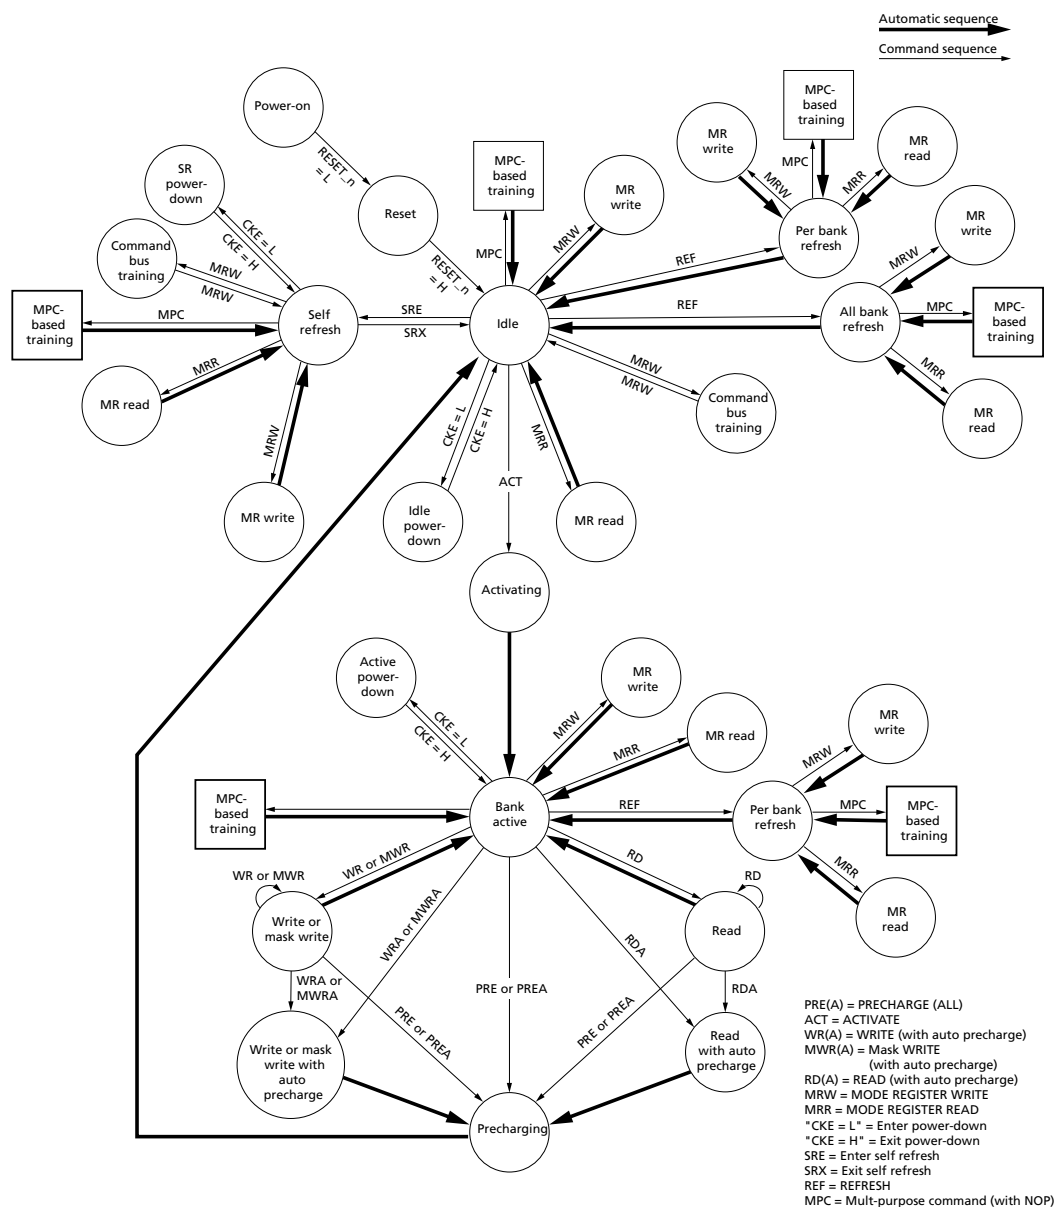 Automatic sequence
Command sequence
Power-on
RESET_n
= L
Reset
RESET_n
= H
SR
power-
down
CKE = L
CKE = H
Command
bus
training
MRW
MRW
MPC-
based
training
MPC
Self
refresh
MRR
MR read
MRW
MR write
SRE
SRX
Idle
MPC-
based
training
MPC
MR
write
MRW
REF
Per bank
refresh
MR
write
MRW
MPC-
based
training
MPC
MR
read
MRR
REF
All bank
refresh
MR
write
MRW
MPC
MPC-
based
training
MRR
MR
read
MRW
MRW
Command
bus
training
CKE = L
CKE = H
Idle
power-
down
ACT
MRR
MR read
Activating
Active
power-
down
CKE = L
CKE = H
MR
write
MRW
MR read
MRR
MPC-
based
training
Bank
active
REF
Per bank
refresh
MR
write
MRW
MPC
MPC-
based
training
MRR
MR
read
WR or MWR
WR or MWR
Write or
mask write
WRA or MWRA
WRA or
MWRA
PRE or PREA
PRE or PREA
RD
RD
Read
RDA
RDA
PRE or PREA
Write or mask
write with
auto
precharge
Read
with auto
precharge
Precharging
PRE(A) = PRECHARGE (ALL)
ACT = ACTIVATE
WR(A) = WRITE (with auto precharge)
MWR(A) = Mask WRITE
(with auto precharge)
RD(A) = READ (with auto precharge)
MRW = MODE REGISTER WRITE
MRR = MODE REGISTER READ
"CKE = L" = Enter power-down
"CKE = H" = Exit power-down
SRE = Enter self refresh
SRX = Exit self refresh
REF = REFRESH
MPC = Mult-purpose command (with NOP)